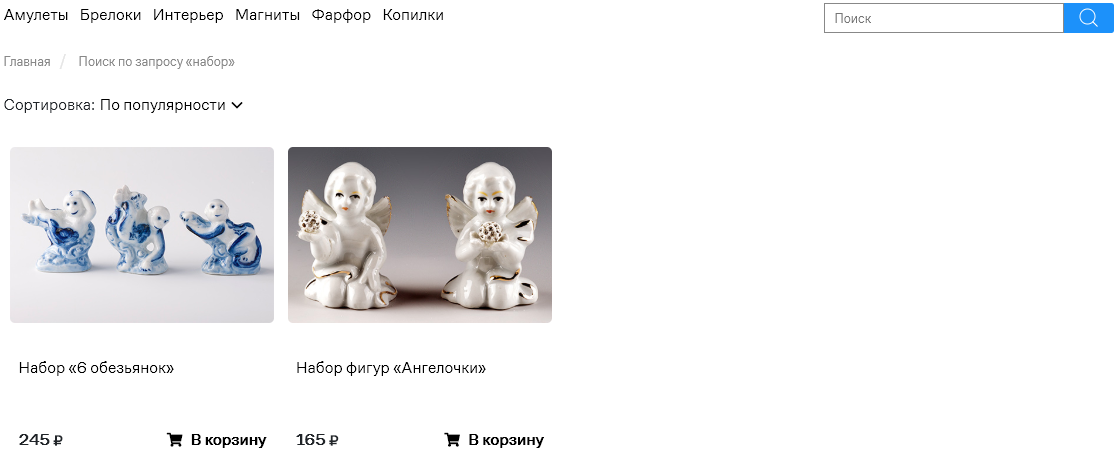 Амулеты Брелоки Интерьер Магниты Фарфор Копилки
Поиск
Главная / Поиск по запросу «набор»
Сортировка: По популярности
Набор «6 обезьянок»
Набор фигур «Ангелочки»
245 ₽ В корзину
165 ₽ В корзину